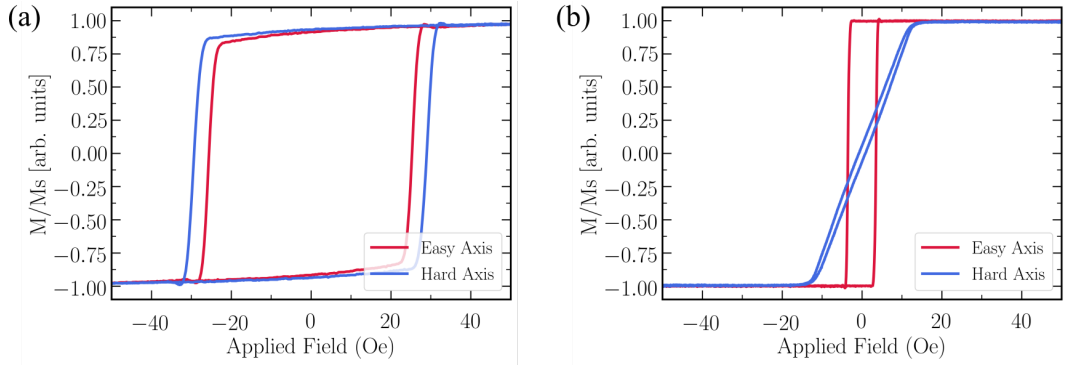 (a)
1.00
0.75
0.50
0.25
0.00
−0.25
−0.50
−0.75
−1.00
M/Ms [arb. units]
Easy Axis
Hard Axis
−40
−20
0
20
40
Applied Field (Oe)
(b)
1.00
0.75
0.50
0.25
0.00
−0.25
−0.50
−0.75
−1.00
M/Ms [arb. units]
Easy Axis
Hard Axis
−40
−20
0
20
40
Applied Field (Oe)